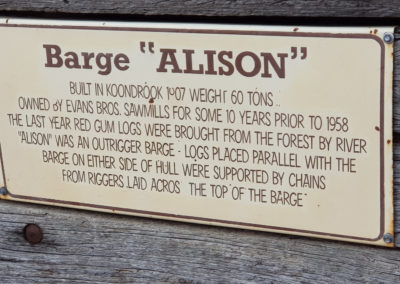 Barge "ALISON"
BUILT IN KOONDROOK 1907 WEIGHT 60 TONS..
OWNED BY EVANS BROS. SAWMILLS FOR SOME 10 YEARS PRIOR TO 1958
THE LAST YEAR RED GUM LOGS WERE BROUGHT FROM THE FOREST BY RIVER
"ALISON" WAS AN OUTRIGGER BARGE - LOGS PLACED PARALLEL WITH THE
BARGE ON EITHER SIDE OF HULL WERE SUPPORTED BY CHAINS
FROM RIGGERS LAID ACROS THE TOP OF THE BARGE